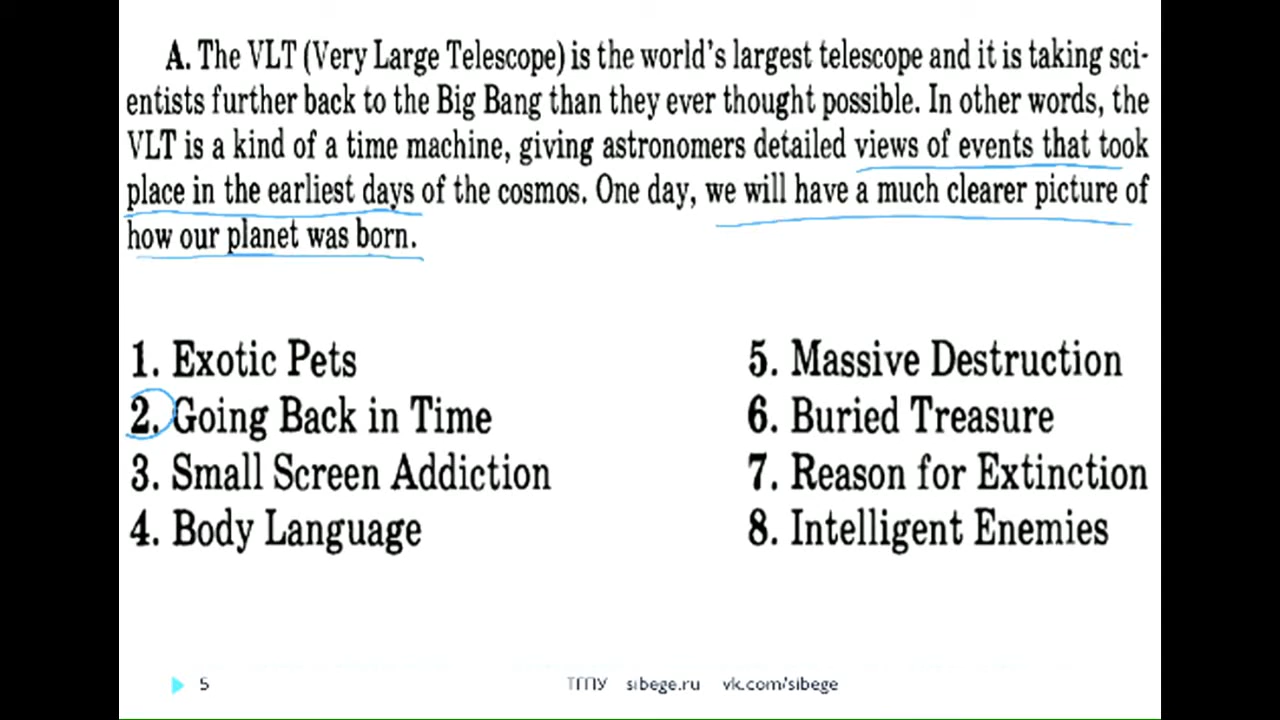 A. The VLT (Very Large Telescope) is the world's largest telescope and it is taking sci-
entists further back to the Big Bang than they ever thought possible. In other words, the
VLT is a kind of a time machine, giving astronomers detailed views of events that took
place in the earliest days of the cosmos. One day, we will have a much clearer picture of
how our planet was born.
1. Exotic Pets
2. Going Back in Time
3. Small Screen Addiction
4. Body Language
5. Massive Destruction
6. Buried Treasure
7. Reason for Extinction
8. Intelligent Enemies
5 ТГПУ sibege.ru vk.com/sibege